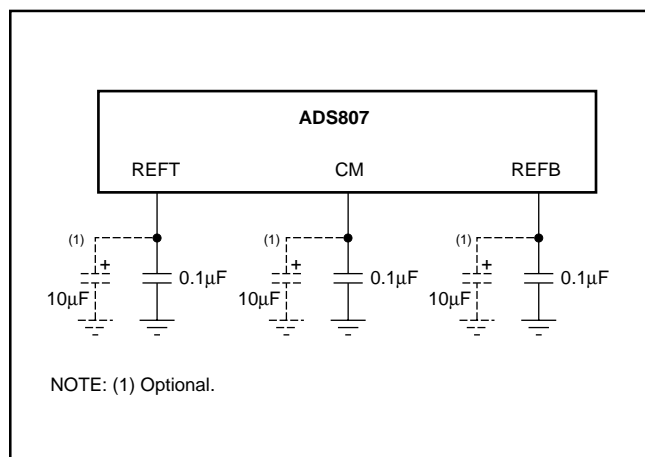 ADS807
REFT CM REFB
(1) (1) (1)
+ + +
0.1µF 0.1µF 0.1µF
10µF 10µF 10µF
NOTE: (1) Optional.